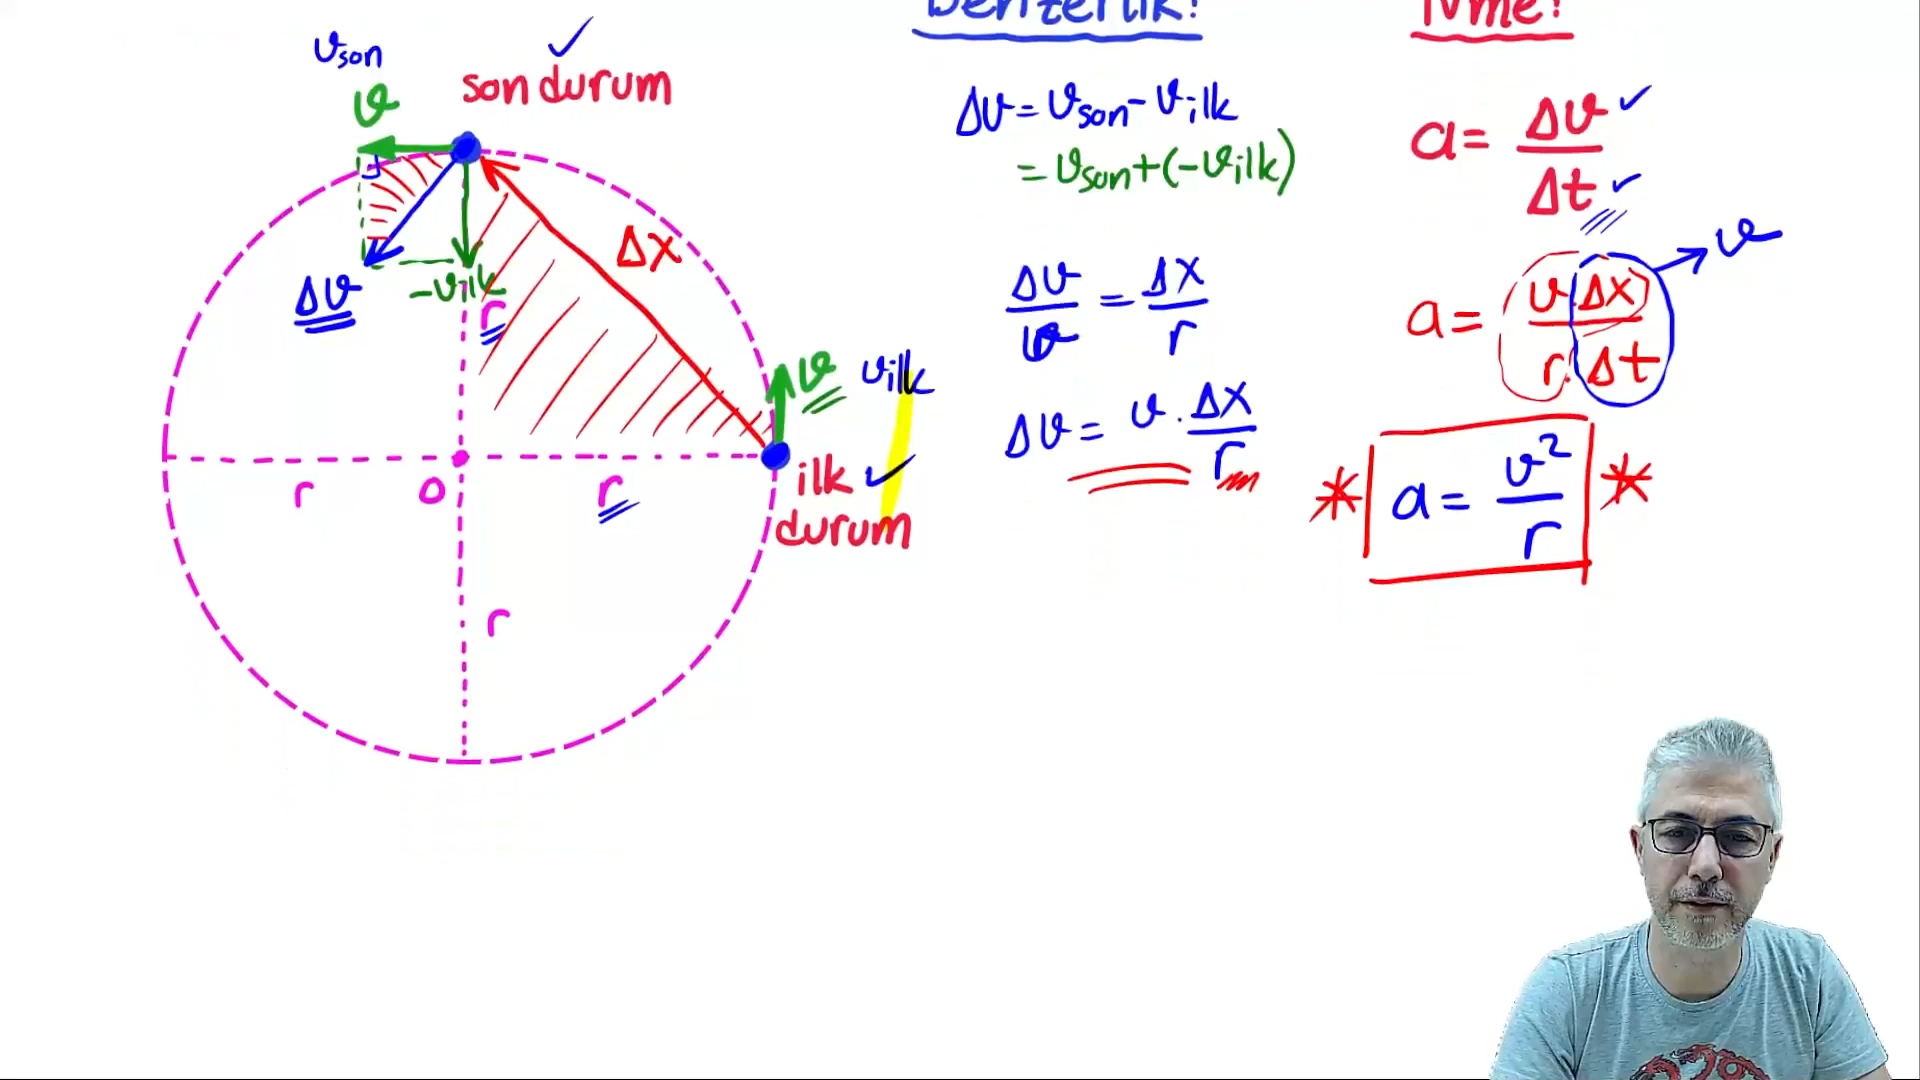 Benzerlik:
İvme:
υson
υ
son durum
Δυ
-υilk
r
Δx
υ υilk
ilk
durum
r
O
r
r
Δυ = υson - υilk
= υson + (-υilk)
Δυ/υ = Δx/r
Δυ = υ . Δx/r
a = Δυ/Δt
a = υ.Δx/r.Δt → υ
* a = υ²/r *